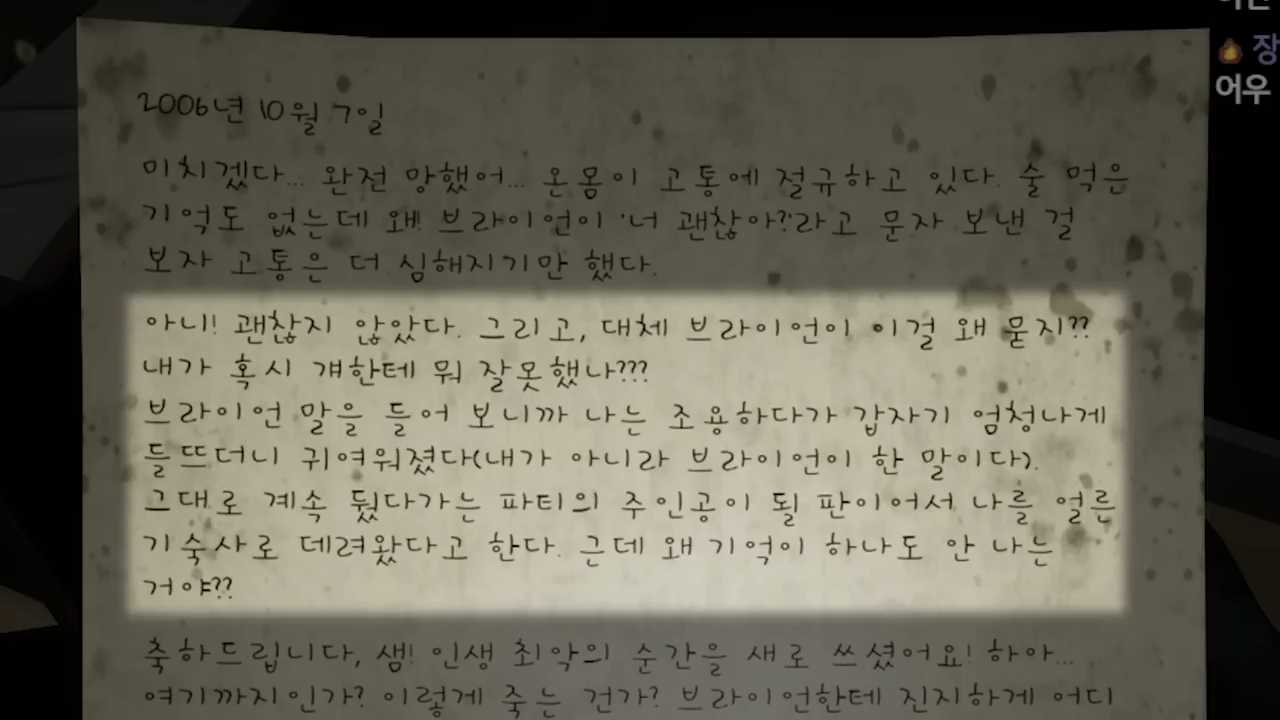 장
어우
2006년 10월 7일
미치겠다... 완전 망했어... 온몸이 고통에 절규하고 있다. 술 먹은
기억도 없는데 왜! 브라이언이 '너 괜찮아?'라고 문자 보낸 걸
보자 고통은 더 심해지기만 했다.
아니! 괜찮지 않았다. 그리고, 대체 브라이언이 이걸 왜 묻지??
내가 혹시 걔한테 뭐 잘못했나???
브라이언 말을 들어 보니까 나는 조용하다가 갑자기 엄청나게
들뜨더니 귀여워졌다(내가 아니라 브라이언이 한 말이다).
그대로 계속 뒀다가는 파티의 주인공이 될 판이어서 나를 얼른
기숙사로 데려왔다고 한다. 근데 왜 기억이 하나도 안 나는
거야??
축하드립니다, 샘! 인생 최악의 순간을 새로 쓰셨어요! 하아...
여기까지인가? 이렇게 죽는 건가? 브라이언한테 진지하게 어디